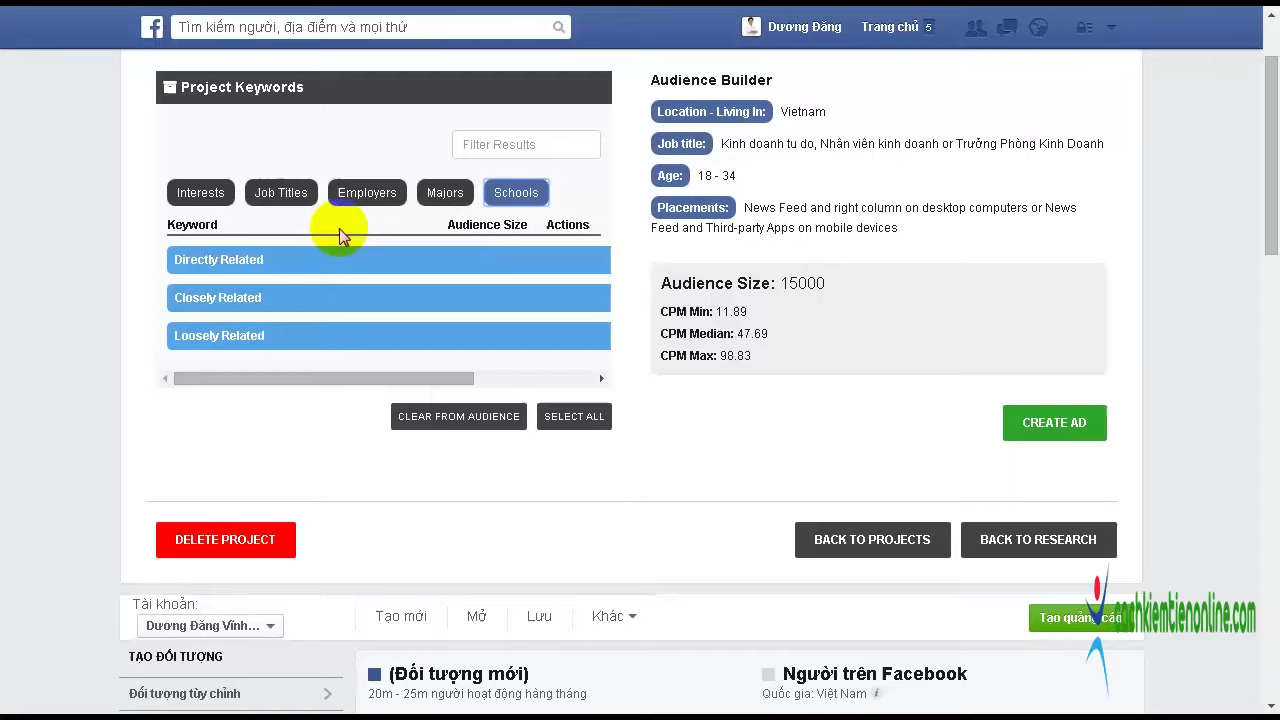 Tìm kiếm người, địa điểm và mọi thứ
Dương Đăng
Trang chủ 5
Project Keywords
Filter Results
Interests
Job Titles
Employers
Majors
Schools
Keyword
Audience Size
Actions
Directly Related
Closely Related
Loosely Related
CLEAR FROM AUDIENCE
SELECT ALL
Audience Builder
Location - Living In: Vietnam
Job title: Kinh doanh tu do, Nhân viên kinh doanh or Trưởng Phòng Kinh Doanh
Age: 18 - 34
Placements: News Feed and right column on desktop computers or News
Feed and Third-party Apps on mobile devices
Audience Size: 15000
CPM Min: 11.89
CPM Median: 47.69
CPM Max: 98.83
CREATE AD
DELETE PROJECT
BACK TO PROJECTS
BACK TO RESEARCH
Tài khoản:
Dương Đăng Vĩnh...
Tạo mới
Mở
Lưu
Khác
Tạo quảng cáo
cachkiemtienonline.com
TẠO ĐỐI TƯỢNG
Đối tượng tùy chỉnh
(Đối tượng mới)
20m - 25m người hoạt động hàng tháng
Người trên Facebook
Quốc gia: Việt Nam